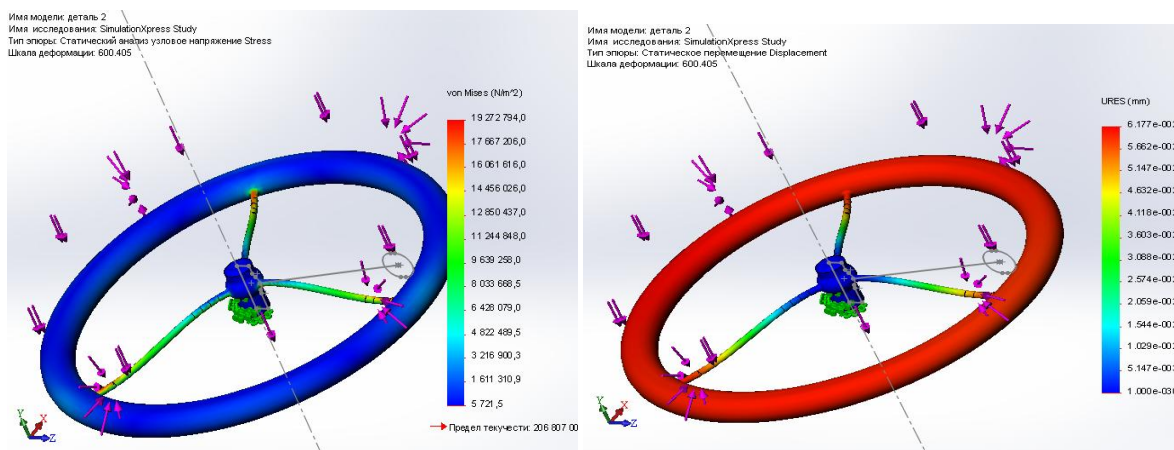 Имя модели: деталь 2
Имя исследования: SimulationXpress Study
Тип эпюры: Статический анализ узловое напряжение Stress
Шкала деформации: 600.405
von Mises (N/m^2)
19 272 794,0
17 667 206,0
16 061 616,0
14 456 026,0
12 850 437,0
11 244 848,0
9 639 258,0
8 033 668,5
6 428 079,0
4 822 489,5
3 216 900,3
1 611 310,9
5 721,5
Предел текучести: 206 807 00
Y
X
Z
Имя модели: деталь 2
Имя исследования: SimulationXpress Study
Тип эпюры: Статическое перемещение Displacement
Шкала деформации: 600.405
URES (mm)
6.177e-00
5.662e-00
5.147e-00
4.632e-00
4.118e-00
3.603e-00
3.088e-00
2.574e-00
2.059e-00
1.544e-00
1.029e-00
5.147e-00
1.000e-03
Y
X
Z